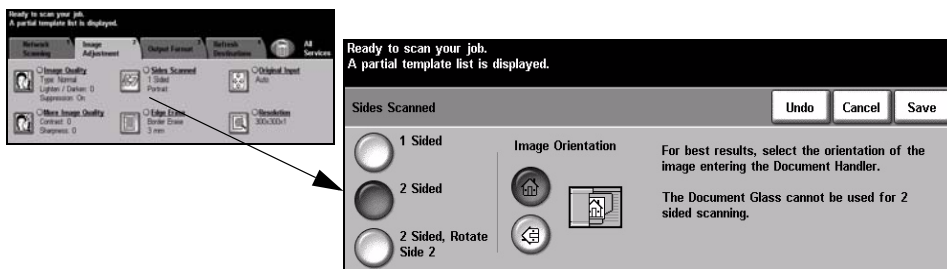 Ready to scan your job.
A partial template list is displayed.
Network Scanning
Image Adjustment
2
Output Format
3
Refresh Destinations
4
All Services
Image Quality
Type: Normal
Lighten / Darken: 0
Suppression: On
Sides Scanned
1 Sided
Portrait
Original Input
Auto
More Image Quality
Contrast: 0
Sharpness: 0
Edge Erase
Border Erase
3 mm
Resolution
300x300x1
Ready to scan your job.
A partial template list is displayed.
Sides Scanned
Undo
Cancel
Save
1 Sided
2 Sided
2 Sided, Rotate
Side 2
Image Orientation
For best results, select the orientation of the
image entering the Document Handler.
The Document Glass cannot be used for 2
sided scanning.